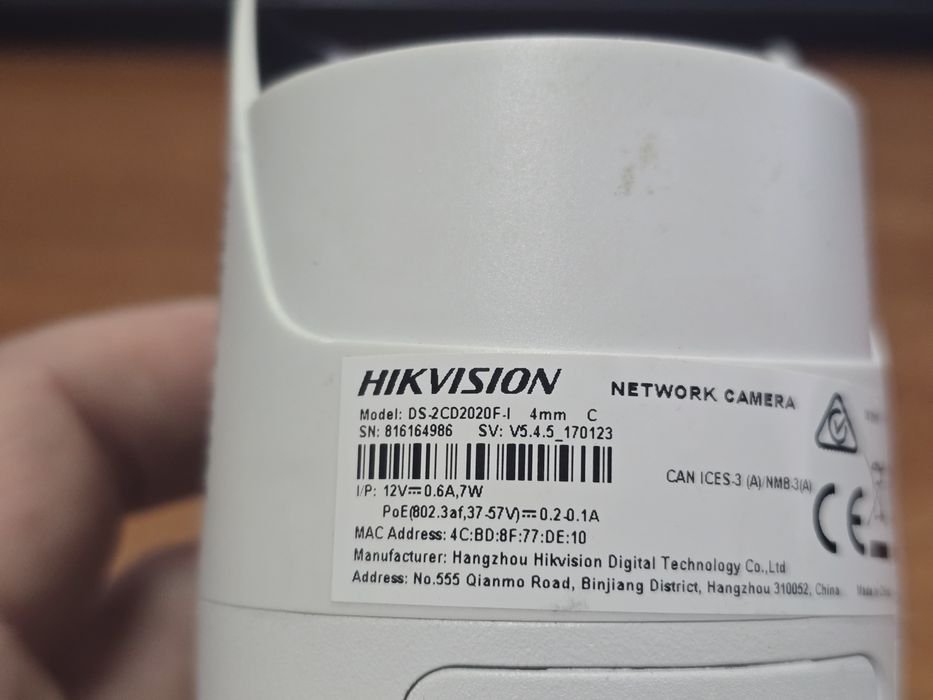 HIKVISION NETWORK CAMERA
Model: DS-2CD2020F-I 4mm C
SN: 816164986 SV: V5.4.5_170123
CAN ICES-3 (A)/NMB-3(A)
I/P: 12V⎓0.6A,7W
PoE(802.3af,37-57V)⎓0.2-0.1A
CE
MAC Address: 4C:BD:8F:77:DE:10
Manufacturer: Hangzhou Hikvision Digital Technology Co.,Ltd
Address: No.555 Qianmo Road, Binjiang District, Hangzhou 310052, China